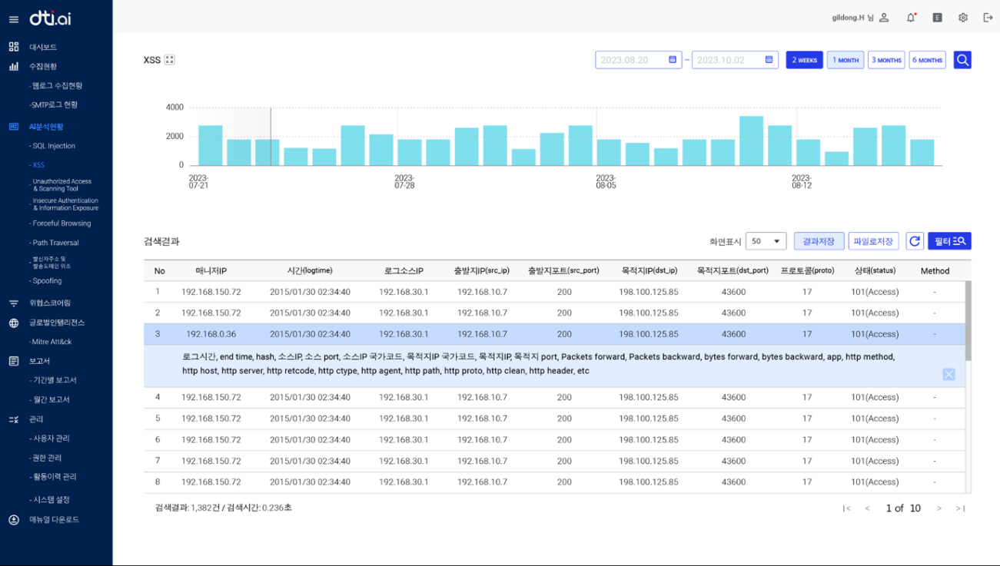 dti.ai
gildong.H 님
E
대시보드
수집현황
- 웹로그 수집현황
-SMTP로그 현황
AI
AI분석현황
- SQL Injection
- XSS
- Unauthorized Access
& Scanning Tool
- Insecure Authentication
& Information Exposure
- Forceful Browsing
- Path Traversal
- 발신자주소 및
발송도메인 위조
- Spoofing
위협스코어링
글로벌인텔리전스
-Mitre Att&ck
보고서
- 기간별 보고서
- 월간 보고서
관리
- 사용자 관리
- 권한 관리
- 활동이력 관리
- 시스템 설정
매뉴얼 다운로드
XSS
2023.08.20 – 2023.10.02 2 WEEKS 1 MONTH 3 MONTHS 6 MONTHS
4000
2000
0
2023-
07-21
2023-
07-28
2023-
08-05
2023-
08-12
검색결과
화면표시 50 결과저장 파일로저장 필터
No 매니저IP 시간(logtime) 로그소스IP 출발지IP(src_ip) 출발지포트(src_port) 목적지IP(dst_ip) 목적지포트(dst_port) 프로토콜(proto) 상태(status) Method
1 192.168.150.72 2015/01/30 02:34:40 192.168.30.1 192.168.10.7 200 198.100.125.85 43600 17 101(Access) -
2 192.168.150.72 2015/01/30 02:34:40 192.168.30.1 192.168.10.7 200 198.100.125.85 43600 17 101(Access) -
3 192.168.0.36 2015/01/30 02:34:40 192.168.30.1 192.168.10.7 200 198.100.125.85 43600 17 101(Access) -
로그시간, end time, hash, 소스IP, 소스 port, 소스IP 국가코드, 목적지IP 국가코드, 목적지IP, 목적지 port, Packets forward, Packets backward, bytes forward, bytes backward, app, http method,
http host, http server, http retcode, http ctype, http agent, http path, http proto, http clean, http header, etc
4 192.168.150.72 2015/01/30 02:34:40 192.168.30.1 192.168.10.7 200 198.100.125.85 43600 17 101(Access) -
5 192.168.150.72 2015/01/30 02:34:40 192.168.30.1 192.168.10.7 200 198.100.125.85 43600 17 101(Access) -
6 192.168.150.72 2015/01/30 02:34:40 192.168.30.1 192.168.10.7 200 198.100.125.85 43600 17 101(Access) -
7 192.168.150.72 2015/01/30 02:34:40 192.168.30.1 192.168.10.7 200 198.100.125.85 43600 17 101(Access) -
8 192.168.150.72 2015/01/30 02:34:40 192.168.30.1 192.168.10.7 200 198.100.125.85 43600 17 101(Access) -
검색결과: 1,382건 / 검색시간: 0.236초
|< < 1 of 10 > >|